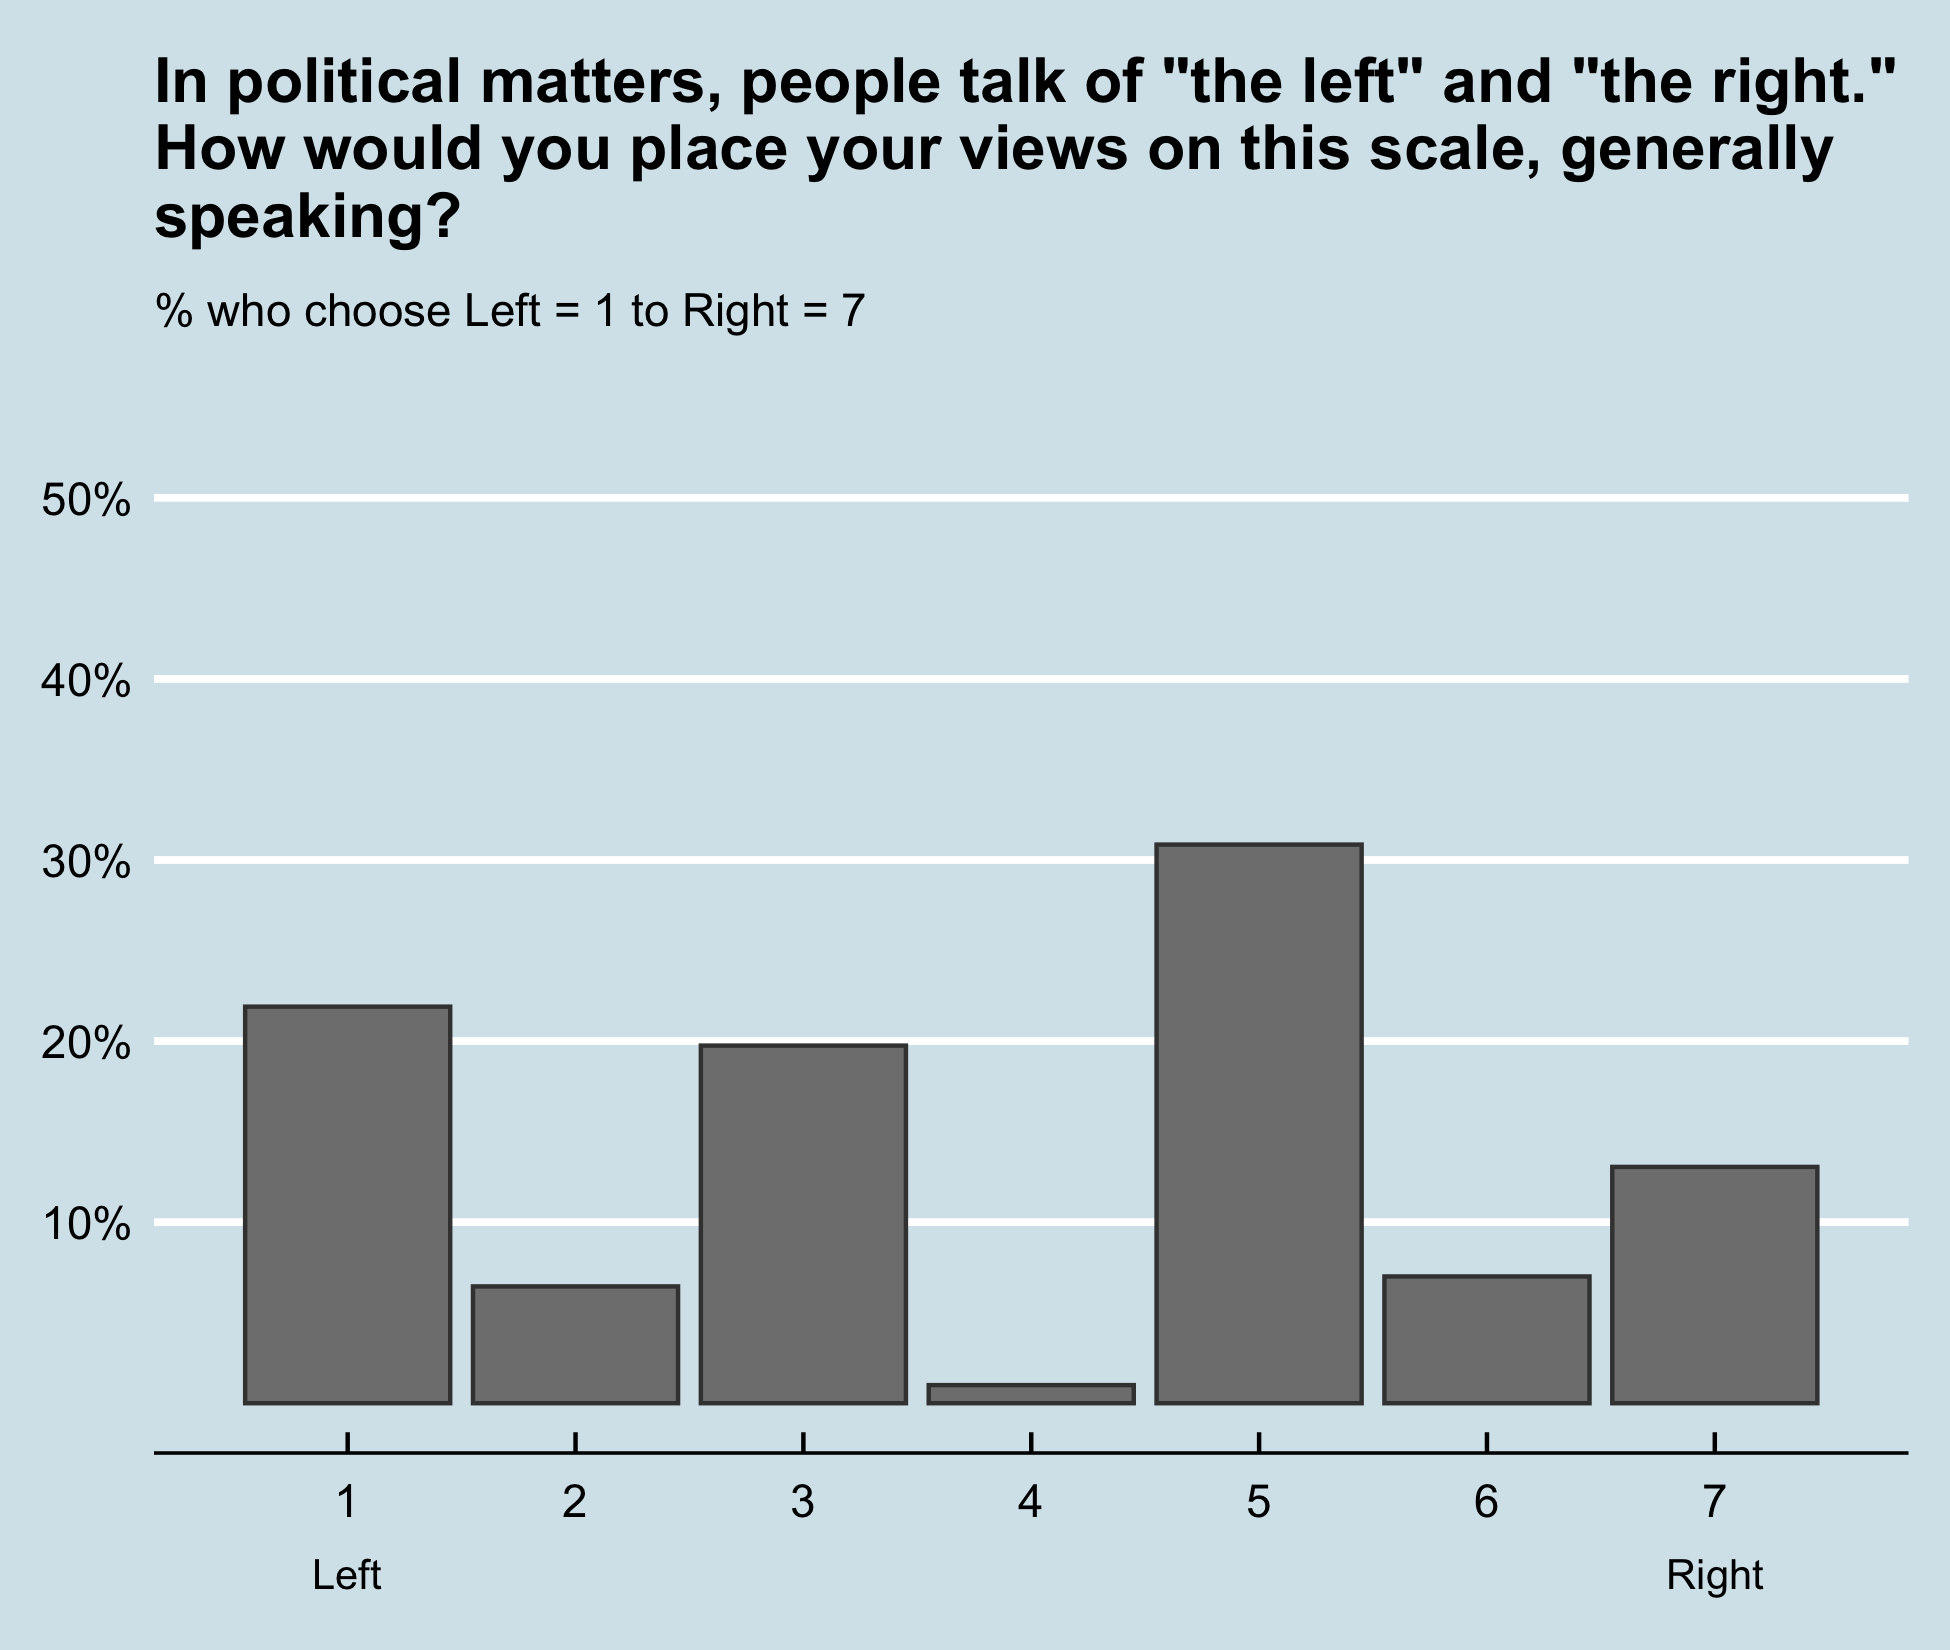 In political matters, people talk of "the left" and "the right."
How would you place your views on this scale, generally
speaking?
% who choose Left = 1 to Right = 7
50%
40%
30%
20%
10%
1 2 3 4 5 6 7
Left Right